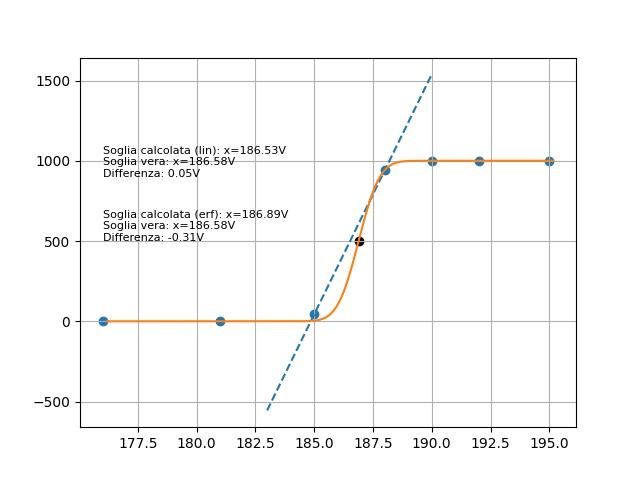 1500
1000
500
0
−500
Soglia calcolata (lin): x=186.53V
Soglia vera: x=186.58V
Differenza: 0.05V
Soglia calcolata (erf): x=186.89V
Soglia vera: x=186.58V
Differenza: -0.31V
177.5 180.0 182.5 185.0 187.5 190.0 192.5 195.0